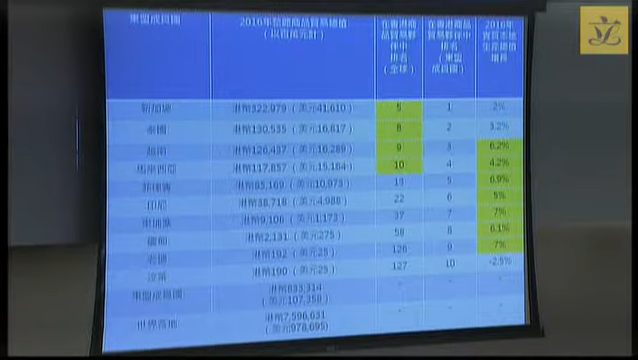 東盟成員國 2016年整體商品貿易總值
(以百萬元計) 在香港商品貿易夥伴中排名(全球) 在香港商品貿易夥伴中排名(東盟成員國) 2016年實質本地生產總值增長
新加坡 港幣322,979 (美元41,610) 5 1 2%
泰國 港幣130,535 (美元16,817) 8 2 3.2%
越南 港幣126,437 (美元16,289) 9 3 6.2%
馬來西亞 港幣117,857 (美元15,184) 10 4 4.2%
菲律賓 港幣85,169 (美元10,973) 13 5 6.9%
印尼 港幣38,718 (美元4,988) 22 6 5%
柬埔寨 港幣9,106 (美元1,173) 37 7 7%
緬甸 港幣2,131 (美元275) 58 8 6.1%
老撾 港幣192 (美元25) 126 9 7%
汶萊 港幣190 (美元25) 127 10 -2.5%
東盟成員國 港幣833,314
(美元107,358) - - -
世界各地 港幣7,596,631
(美元978,695) - - -
立